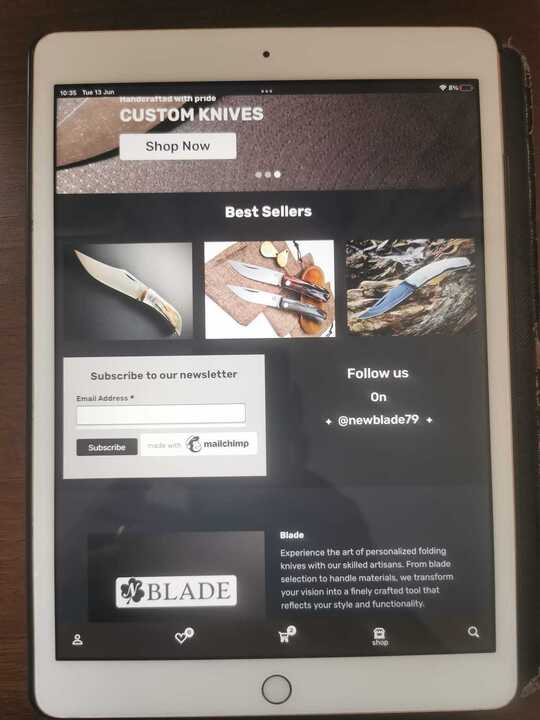 10:35 Tue 13 Jun
8%
Handcrafted with pride
CUSTOM KNIVES
Shop Now
Best Sellers
Subscribe to our newsletter
Email Address *
Subscribe
made with mailchimp
Follow us
On
@newblade79
Blade
Experience the art of personalized folding
knives with our skilled artisans. From blade
selection to handle materials, we transform
your vision into a finely crafted tool that
reflects your style and functionality.
N BLADE
0
2
shop